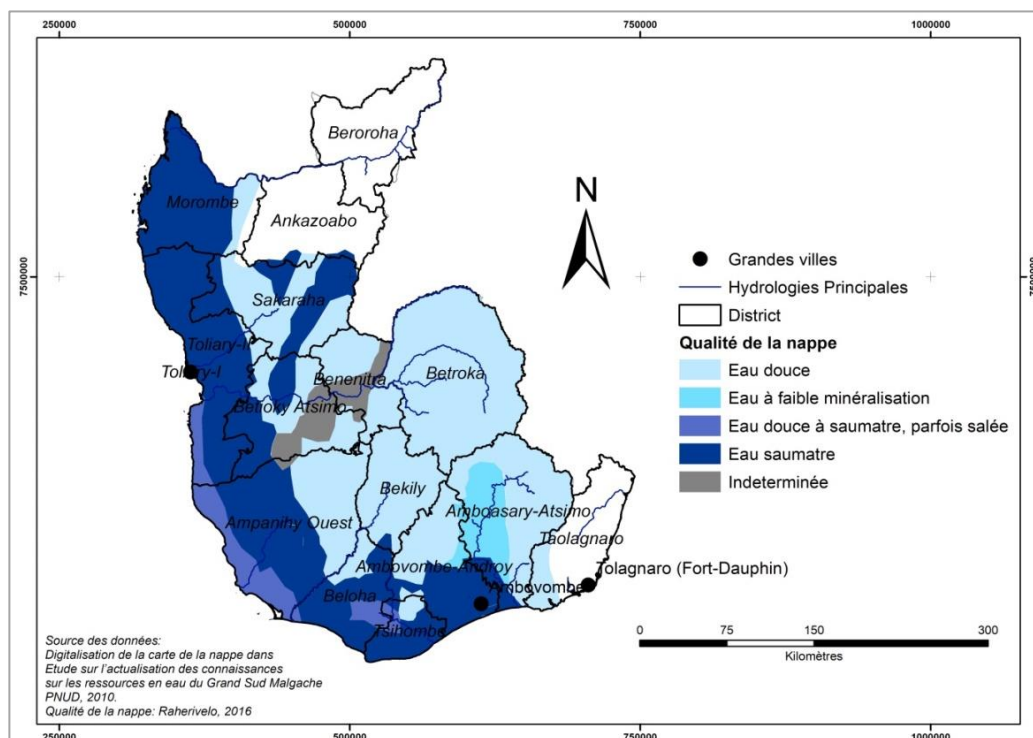 250000 500000 750000 1000000
7500000
7500000
Beroroha
Morombe
Ankazoabo
N
Sakaraha
Toliary-II
Toliary-I
Benenitra
Betroka
Betioky Atsimo
Bekily
Amboasary-Atsimo
Ampanihy Ouest
Taolagnaro
Ambovombe-Androy
Tolagnaro (Fort-Dauphin)
Ambovombe
Beloha
Tsihombe
Grandes villes
Hydrologies Principales
District
Qualité de la nappe
Eau douce
Eau à faible minéralisation
Eau douce à saumatre, parfois salée
Eau saumatre
Indeterminée
0 75 150 300
Kilomètres
Source des données:
Digitalisation de la carte de la nappe dans
Etude sur l'actualisation des connaissances
sur les ressources en eau du Grand Sud Malgache
PNUD, 2010.
Qualité de la nappe: Raherivelo, 2016
250000 500000 750000 1000000